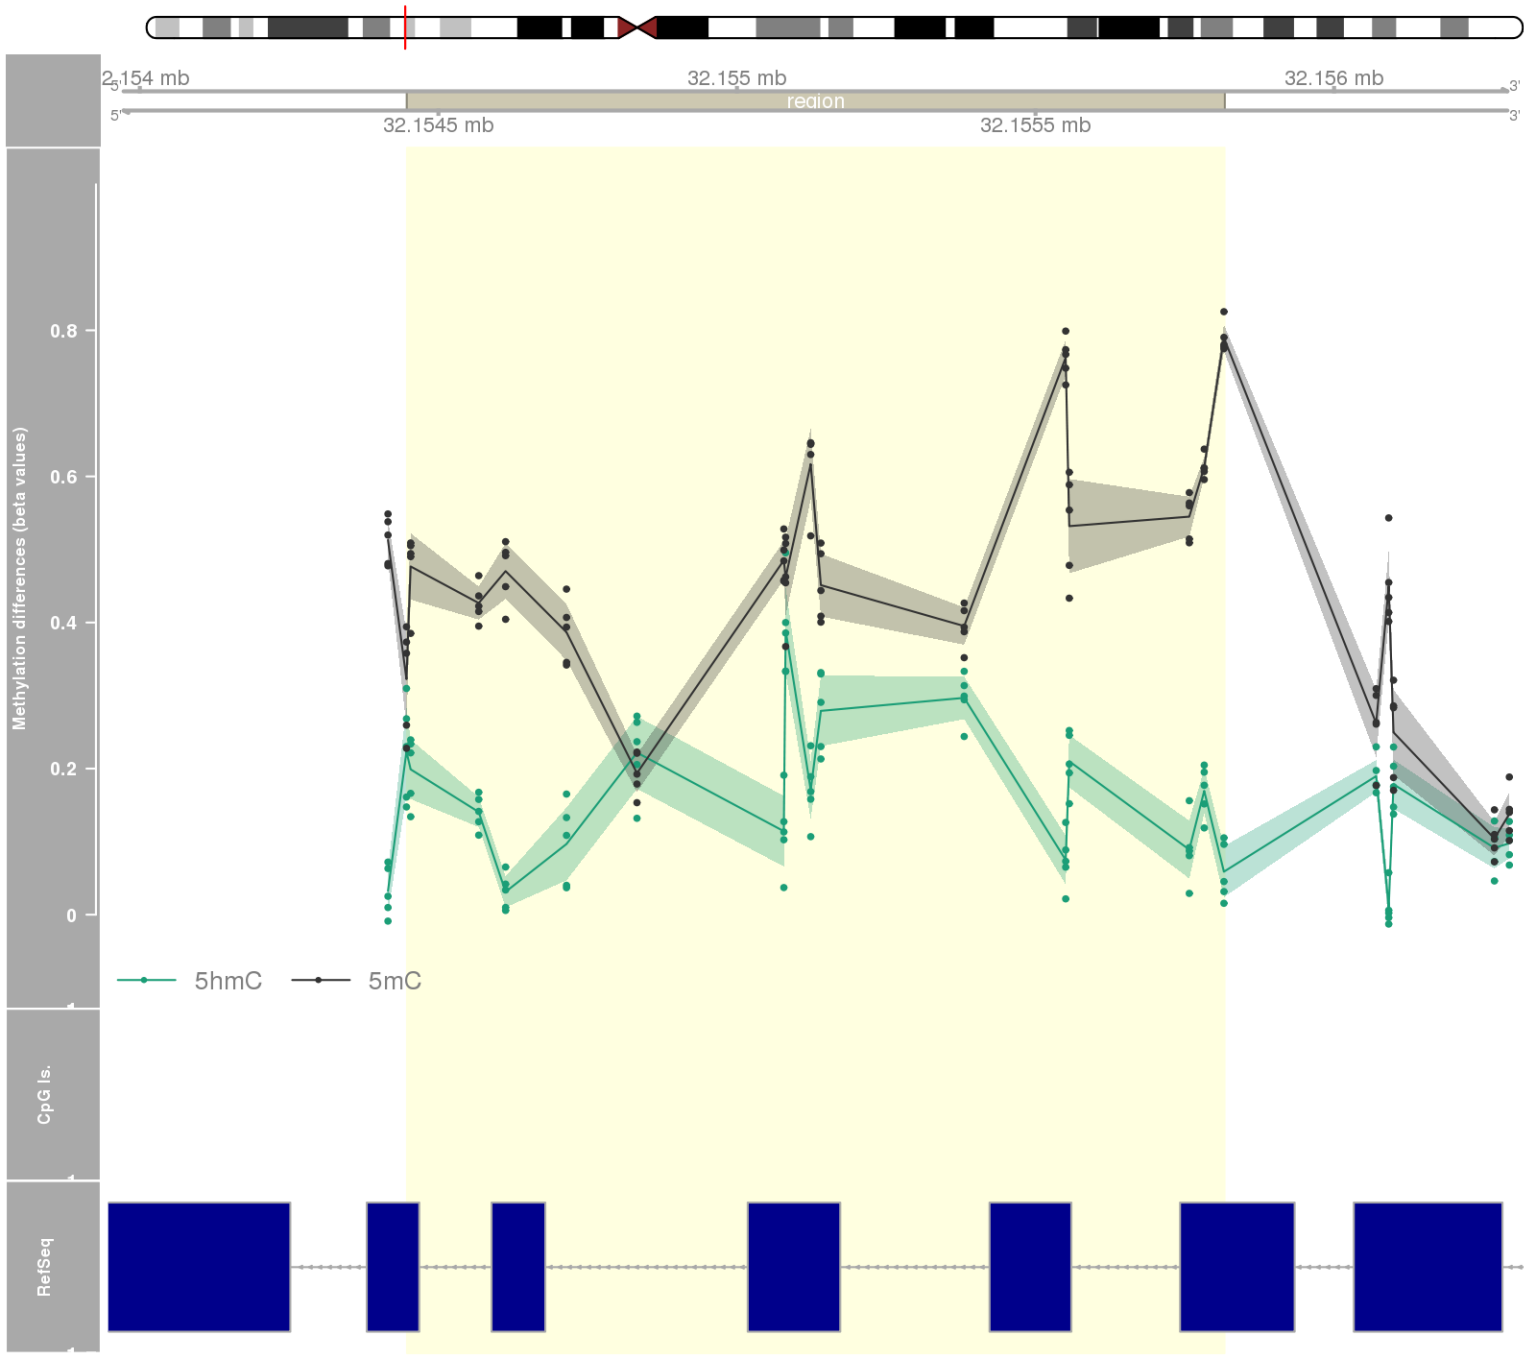 2.154 mb
32.155 mb
32.156 mb
5'
3'
region
5'
3'
32.1545 mb
32.1555 mb
Methylation differences (beta values)
0.8
0.6
0.4
0.2
0
5hmC
5mC
CpG Is.
RefSeq